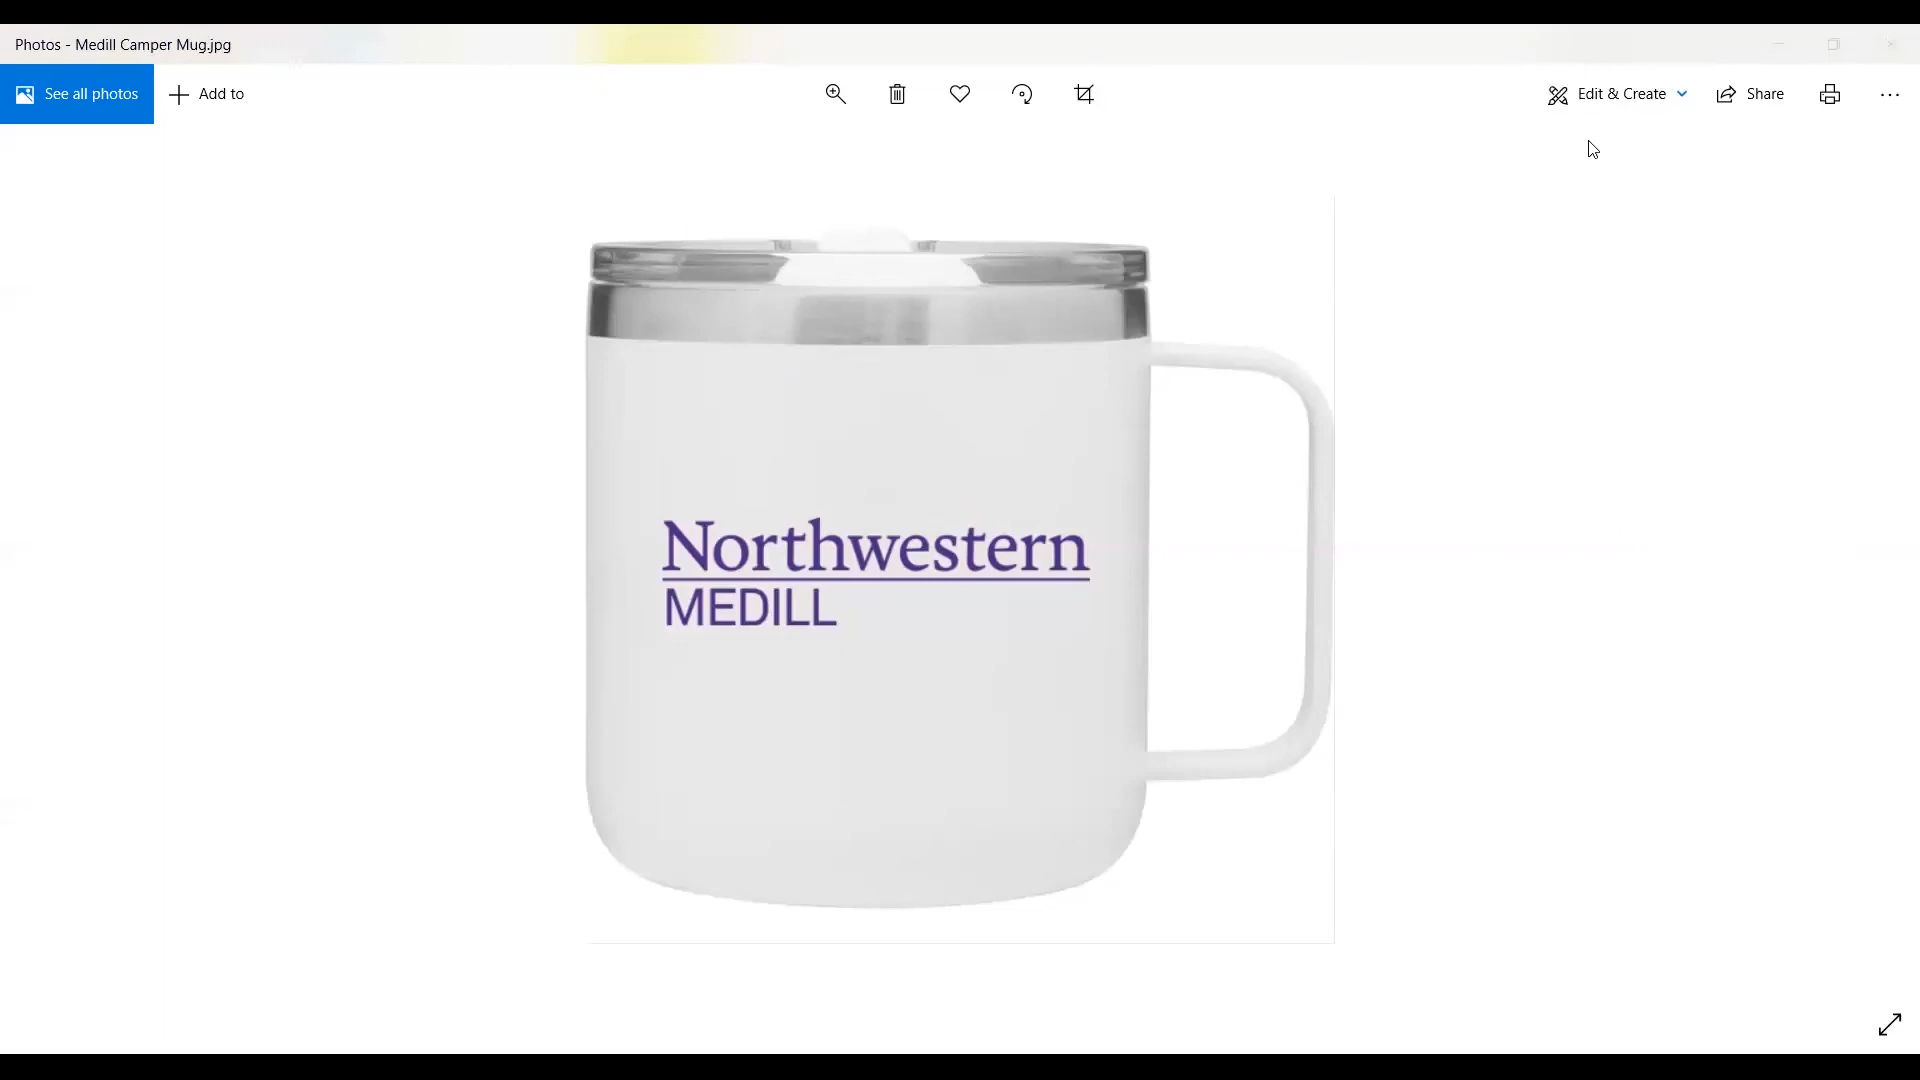 Photos - Medill Camper Mug.jpg
See all photos
Add to
Edit & Create
Share
Northwestern
MEDILL